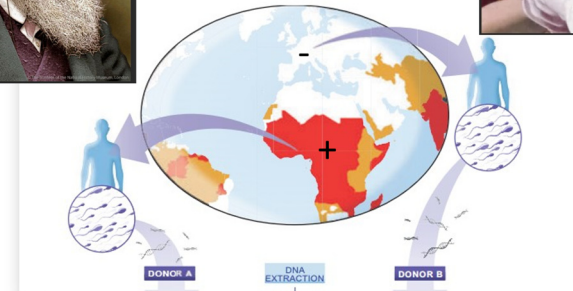 -
+
DONOR A
DNA
EXTRACTION
DONOR B